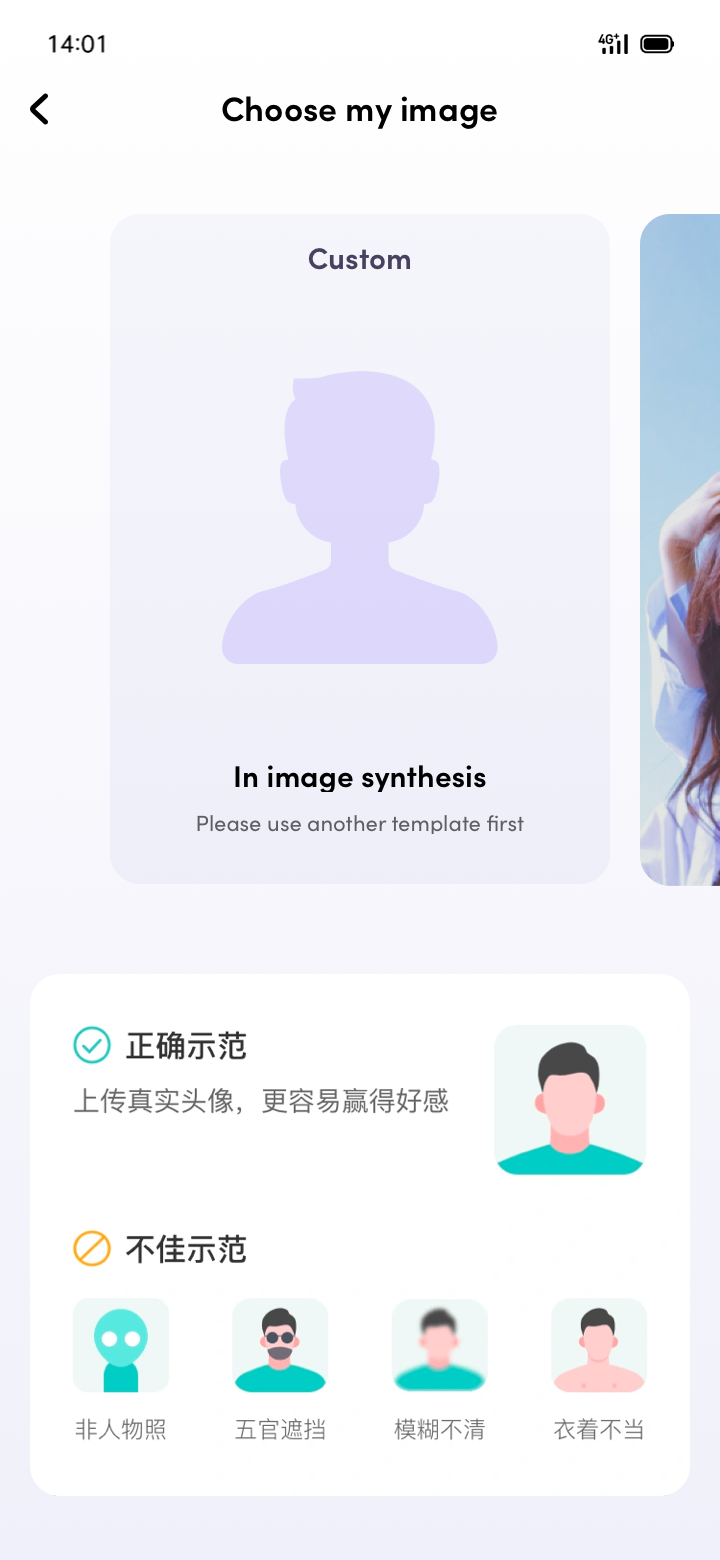 14:01
4G+
Choose my image
Custom
In image synthesis
Please use another template first
正确示范
上传真实头像，更容易赢得好感
不佳示范
非人物照
五官遮挡
模糊不清
衣着不当